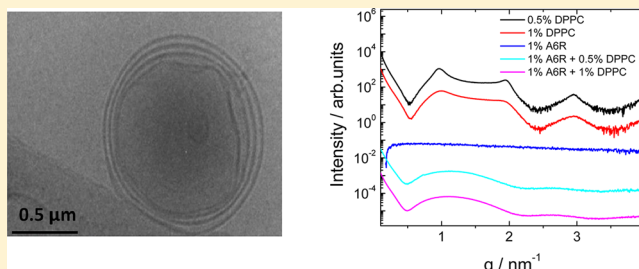 0.5 μm
Intensity / arb.units
10⁶
10⁴
10²
10⁰
10⁻²
10⁻⁴
0.5% DPPC
1% DPPC
1% A6R
1% A6R + 0.5% DPPC
1% A6R + 1% DPPC
1
2
3
q / nm⁻¹